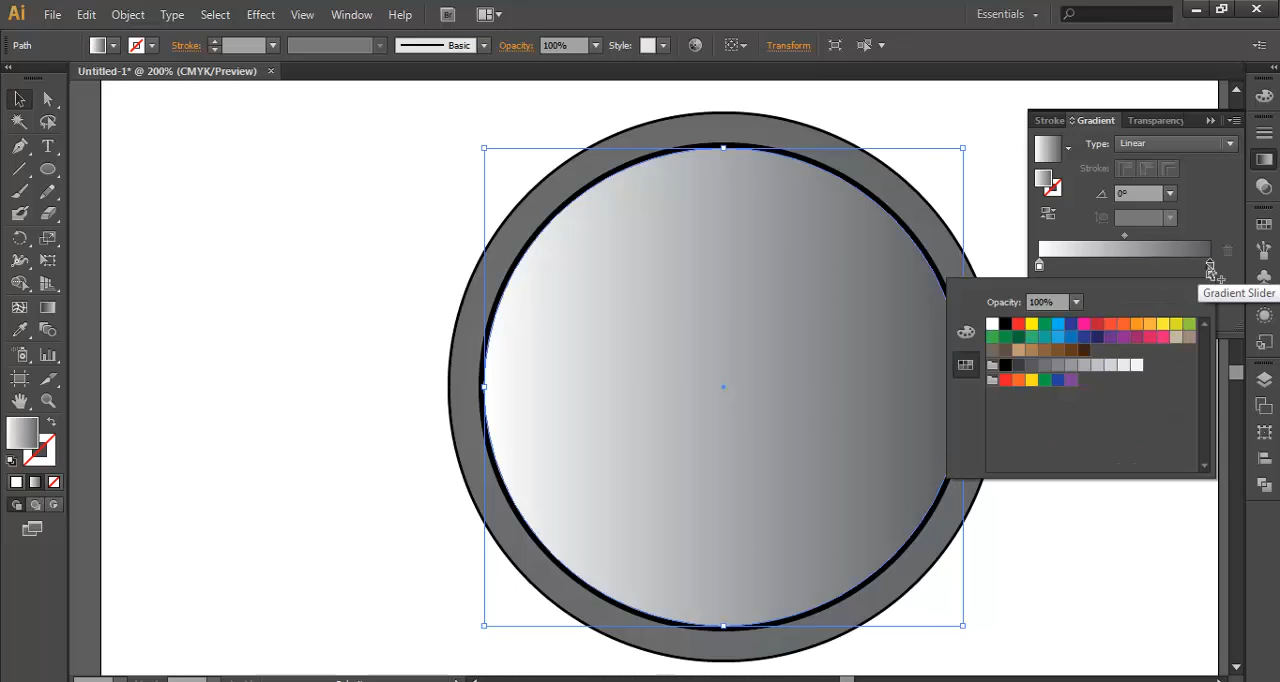 Ai File Edit Object Type Select Effect View Window Help Br Essentials
Path Stroke: Basic Opacity: 100% Style: Transform
Untitled-1* @ 200% (CMYK/Preview) ×
Stroke Gradient Transparency
Type: Linear
Stroke:
0°
Gradient Slider
Opacity: 100%